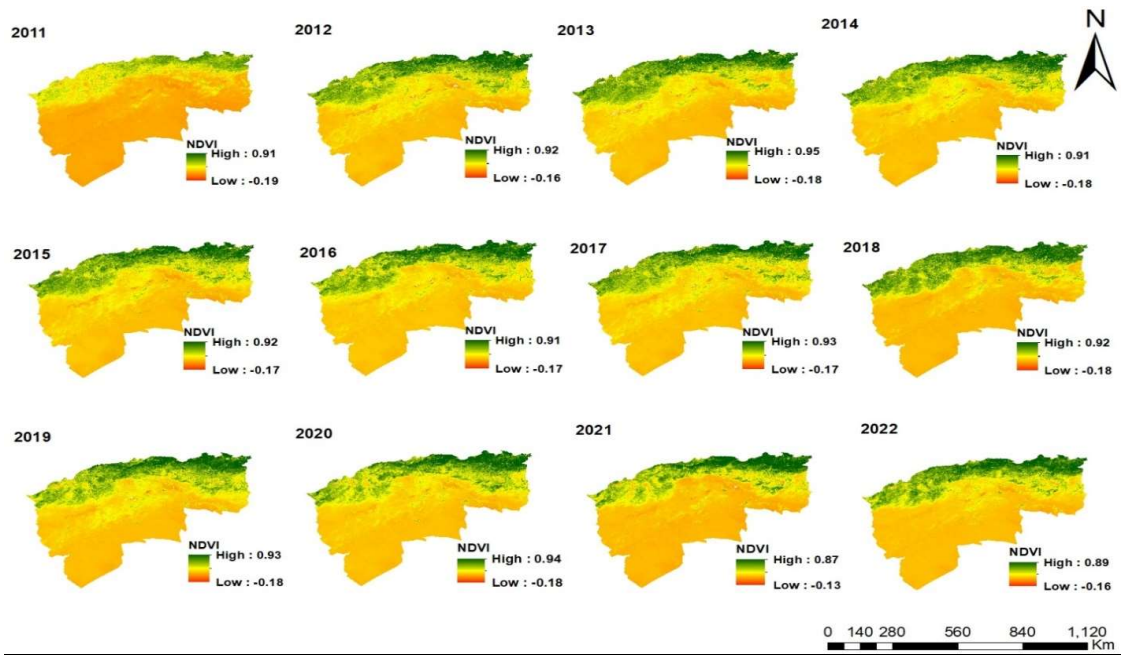 N
2011
2012
2013
2014
NDVI
High : 0.91
Low : -0.19
NDVI
High : 0.92
Low : -0.16
NDVI
High : 0.95
Low : -0.18
NDVI
High : 0.91
Low : -0.18
2015
2016
2017
2018
NDVI
High : 0.92
Low : -0.17
NDVI
High : 0.91
Low : -0.17
NDVI
High : 0.93
Low : -0.17
NDVI
High : 0.92
Low : -0.18
2019
2020
2021
2022
NDVI
High : 0.93
Low : -0.18
NDVI
High : 0.94
Low : -0.18
NDVI
High : 0.87
Low : -0.13
NDVI
High : 0.89
Low : -0.16
0 140 280 560 840 1,120
Km